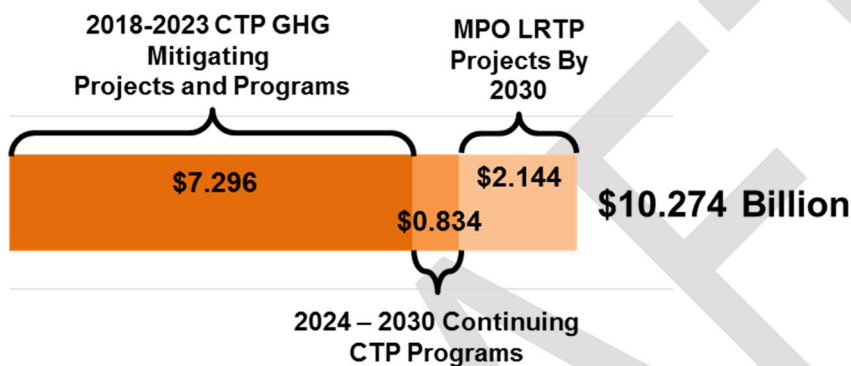 2018-2023 CTP GHG
Mitigating
Projects and Programs
MPO LRTP
Projects By
2030
$7.296
$0.834
$2.144
$10.274 Billion
2024 – 2030 Continuing
CTP Programs